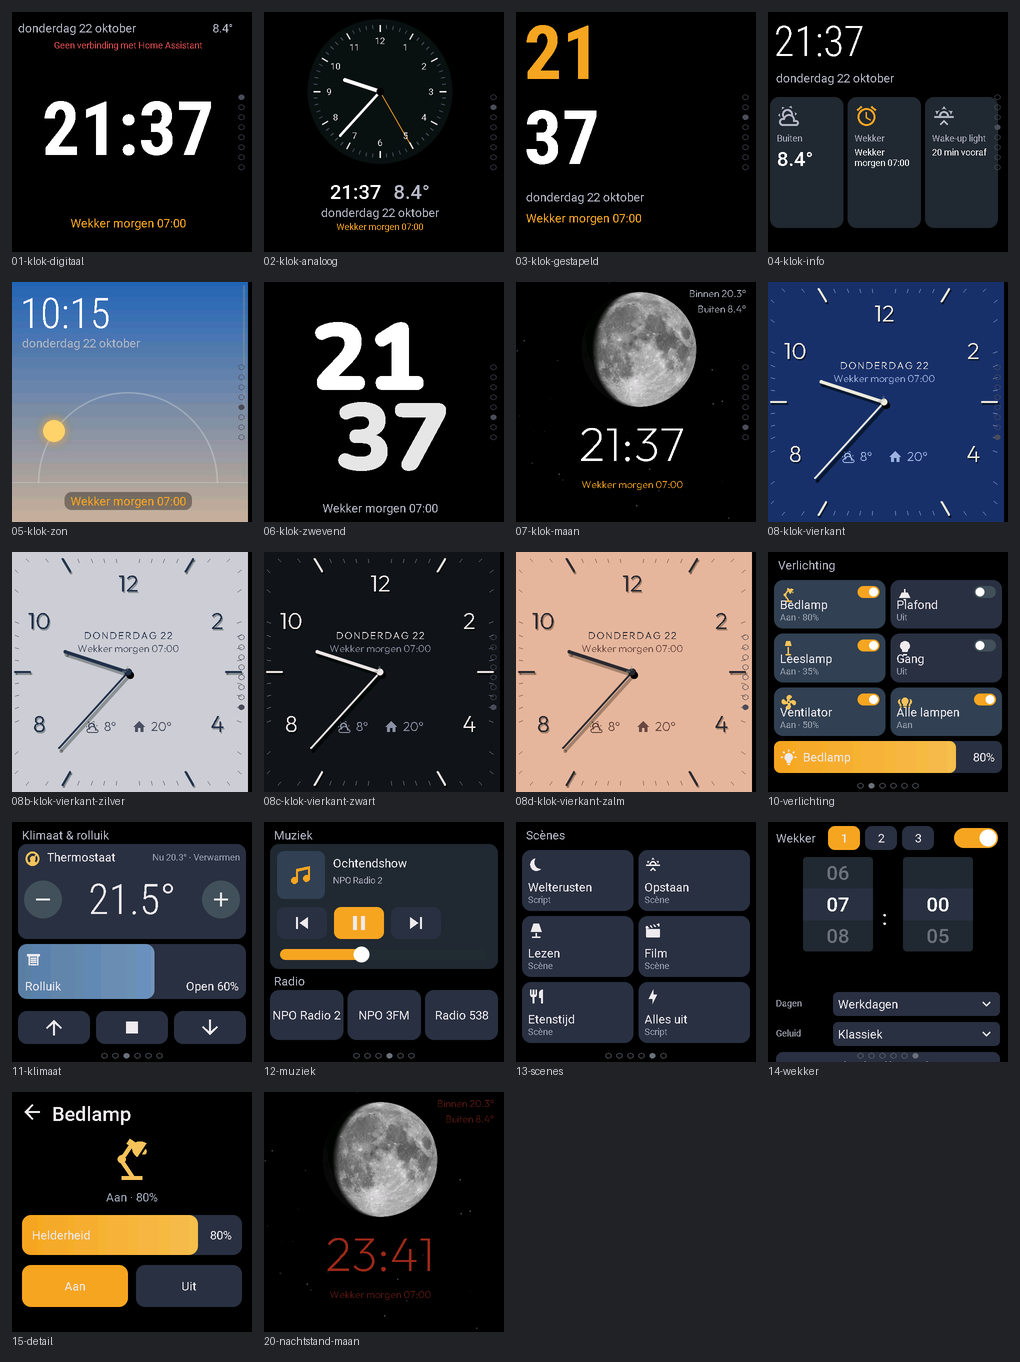 donderdag 22 oktober 8.4°
Geen verbinding met Home Assistant
21:37
Wekker morgen 07:00
01-klok-digitaal
12
11 1
10 2
9 3
8 4
7 5
6
21:37 8.4°
donderdag 22 oktober
Wekker morgen 07:00
02-klok-analoog
21
37
donderdag 22 oktober
Wekker morgen 07:00
03-klok-gestapeld
21:37
donderdag 22 oktober
Buiten
8.4°
Wekker
Wekker
morgen 07:00
Wake-up light
20 min vooraf
04-klok-info
10:15
donderdag 22 oktober
Wekker morgen 07:00
05-klok-zon
21
37
Wekker morgen 07:00
06-klok-zwevend
Binnen 20.3°
Buiten 8.4°
21:37
Wekker morgen 07:00
07-klok-maan
12
10 2
DONDERDAG 22
Wekker morgen 07:00
8 8° 20° 4
08-klok-vierkant
12
10 2
DONDERDAG 22
Wekker morgen 07:00
8 8° 20° 4
08b-klok-vierkant-zilver
12
10 2
DONDERDAG 22
Wekker morgen 07:00
8 8° 20° 4
08c-klok-vierkant-zwart
12
10 2
DONDERDAG 22
Wekker morgen 07:00
8 8° 20° 4
08d-klok-vierkant-zalm
Verlichting
Bedlamp
Aan · 80%
Plafond
Uit
Leeslamp
Aan · 35%
Gang
Uit
Ventilator
Aan · 50%
Alle lampen
Aan
Bedlamp 80%
10-verlichting
Klimaat & rolluik
Thermostaat Nu 20.3° · Verwarmen
− 21.5° +
Rolluik Open 60%
11-klimaat
Muziek
Ochtendshow
NPO Radio 2
Radio
NPO Radio 2 NPO 3FM Radio 538
12-muziek
Scènes
Welterusten
Script
Opstaan
Scène
Lezen
Scène
Film
Scène
Etenstijd
Scène
Alles uit
Script
13-scenes
Wekker 1 2 3
06
07 : 00
08 05
Dagen Werkdagen
Geluid Klassiek
14-wekker
Bedlamp
Aan · 80%
Helderheid 80%
Aan Uit
15-detail
Binnen 20.3°
Buiten 8.4°
23:41
Wekker morgen 07:00
20-nachtstand-maan